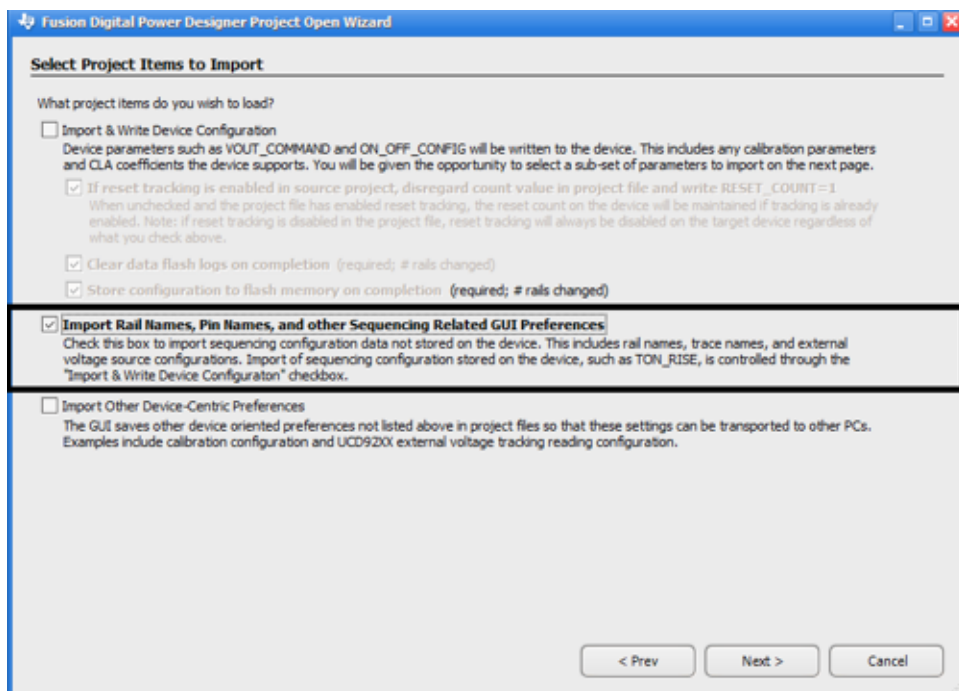 Fusion Digital Power Designer Project Open Wizard
Select Project Items to Import
What project items do you wish to load?
Import & Write Device Configuration
Device parameters such as VOUT_COMMAND and ON_OFF_CONFIG will be written to the device. This includes any calibration parameters
and CLA coefficients the device supports. You will be given the opportunity to select a sub-set of parameters to import on the next page.
If reset tracking is enabled in source project, disregard count value in project file and write RESET_COUNT=1
When unchecked and the project file has enabled reset tracking, the reset count on the device will be maintained if tracking is already
enabled. Note: if reset tracking is disabled in the project file, reset tracking will always be disabled on the target device regardless of
what you check above.
Clear data flash logs on completion (required; # rails changed)
Store configuration to flash memory on completion (required; # rails changed)
Import Rail Names, Pin Names, and other Sequencing Related GUI Preferences
Check this box to import sequencing configuration data not stored on the device. This includes rail names, trace names, and external
voltage source configurations. Import of sequencing configuration stored on the device, such as TON_RISE, is controlled through the
"Import & Write Device Configuraton" checkbox.
Import Other Device-Centric Preferences
The GUI saves other device oriented preferences not listed above in project files so that these settings can be transported to other PCs.
Examples include calibration configuration and UCD92XX external voltage tracking reading configuration.
< Prev
Next >
Cancel